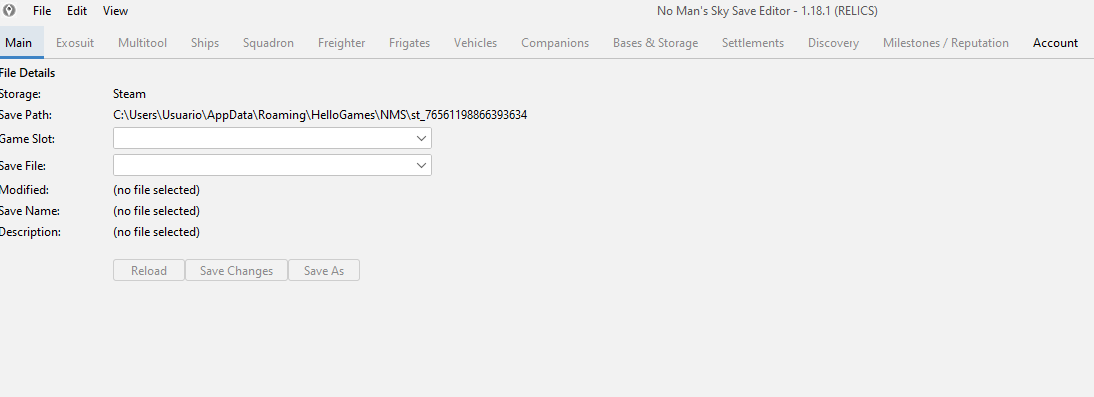 File Edit View No Man's Sky Save Editor - 1.18.1 (RELICS)
Main Exosuit Multitool Ships Squadron Freighter Frigates Vehicles Companions Bases & Storage Settlements Discovery Milestones / Reputation Account
File Details
Storage: Steam
Save Path: C:\Users\Usuario\AppData\Roaming\HelloGames\NMS\st_76561198866393634
Game Slot:
Save File:
Modified: (no file selected)
Save Name: (no file selected)
Description: (no file selected)
Reload Save Changes Save As